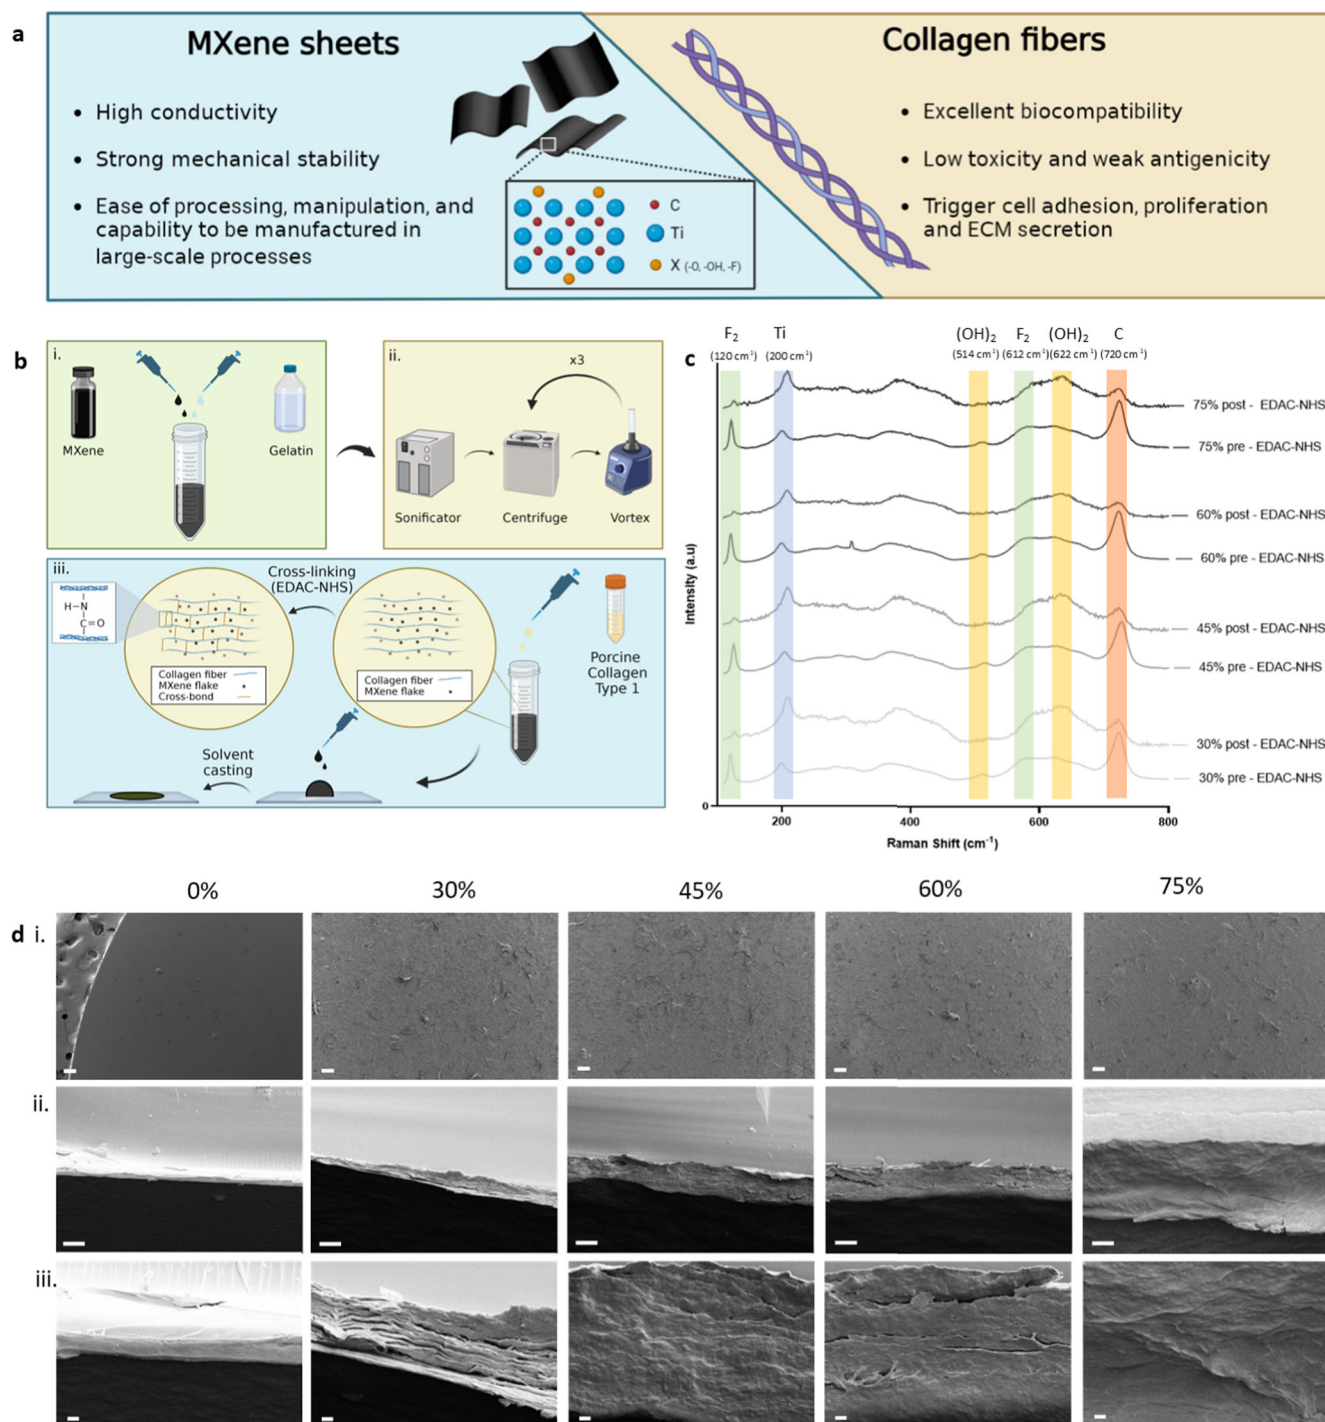 a
MXene sheets
• High conductivity
• Strong mechanical stability
• Ease of processing, manipulation, and
capability to be manufactured in
large-scale processes
C
Ti
X (-O, -OH, -F)
Collagen fibers
• Excellent biocompatibility
• Low toxicity and weak antigenicity
• Trigger cell adhesion, proliferation
and ECM secretion
b
i.
MXene
Gelatin
ii.
x3
Sonificator
Centrifuge
Vortex
iii.
H-N
C=O
Cross-linking
(EDAC-NHS)
Collagen fiber
MXene flake
Cross-bond
Collagen fiber
MXene flake
Porcine
Collagen
Type 1
Solvent
casting
c
F₂
(120 cm⁻¹)
Ti
(200 cm⁻¹)
(OH)₂
(514 cm⁻¹)
F₂
(612 cm⁻¹)
(OH)₂
(622 cm⁻¹)
C
(720 cm⁻¹)
75% post - EDAC-NHS
75% pre - EDAC-NHS
60% post - EDAC-NHS
60% pre - EDAC-NHS
45% post - EDAC-NHS
45% pre - EDAC-NHS
30% post - EDAC-NHS
30% pre - EDAC-NHS
Intensity (a.u)
0
200
400
600
800
Raman Shift (cm⁻¹)
0%
30%
45%
60%
75%
d
i.
ii.
iii.